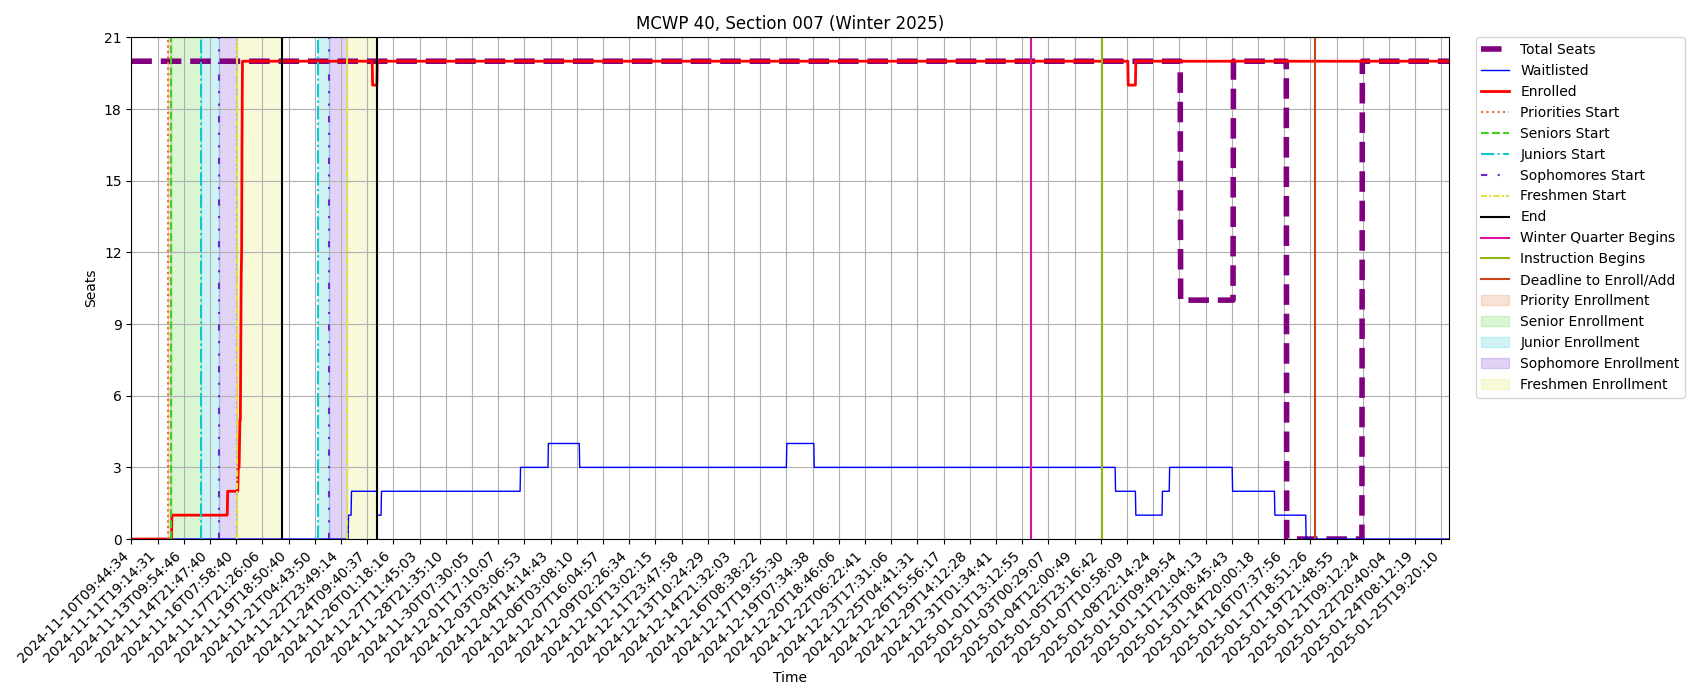 MCWP 40, Section 007 (Winter 2025)
21
18
15
12
9
6
3
0
Seats
2024-11-10T09:44:34
2024-11-11T19:14:31
2024-11-13T09:54:46
2024-11-14T21:47:40
2024-11-16T07:58:40
2024-11-17T21:26:00
2024-11-19T18:50:40
2024-11-21T04:43:50
2024-11-22T23:49:14
2024-11-24T09:40:37
2024-11-26T01:18:16
2024-11-27T11:45:03
2024-11-28T21:35:10
2024-11-30T07:30:05
2024-12-01T17:10:07
2024-12-03T03:06:53
2024-12-04T14:14:43
2024-12-06T03:08:10
2024-12-07T16:04:57
2024-12-09T02:26:34
2024-12-10T13:02:15
2024-12-11T23:47:58
2024-12-13T10:24:29
2024-12-14T21:32:03
2024-12-16T08:38:22
2024-12-17T19:55:30
2024-12-19T07:34:38
2024-12-20T18:46:06
2024-12-22T06:22:41
2024-12-23T17:31:06
2024-12-25T04:41:31
2024-12-26T15:56:17
2024-12-29T14:12:28
2024-12-31T01:34:41
2025-01-01T13:12:55
2025-01-03T00:29:07
2025-01-04T12:00:49
2025-01-05T23:16:42
2025-01-07T10:58:09
2025-01-08T22:14:24
2025-01-10T09:49:54
2025-01-11T21:04:13
2025-01-13T08:45:43
2025-01-14T20:00:18
2025-01-16T07:37:56
2025-01-17T18:51:26
2025-01-19T21:48:55
2025-01-21T09:12:24
2025-01-22T20:40:04
2025-01-24T08:12:19
2025-01-25T19:20:10
Time
Total Seats
Waitlisted
Enrolled
Priorities Start
Seniors Start
Juniors Start
Sophomores Start
Freshmen Start
End
Winter Quarter Begins
Instruction Begins
Deadline to Enroll/Add
Priority Enrollment
Senior Enrollment
Junior Enrollment
Sophomore Enrollment
Freshmen Enrollment